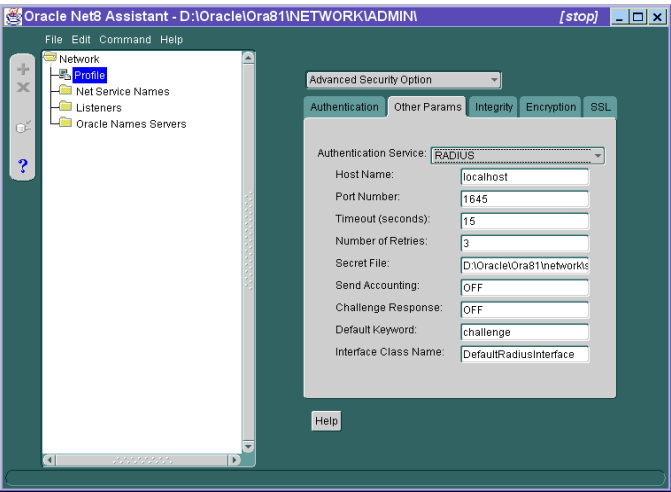 Oracle Net8 Assistant - D:\Oracle\Ora81\NETWORK\ADMIN\ [stop]
File Edit Command Help
Network
Profile
Net Service Names
Listeners
Oracle Names Servers
?
Advanced Security Option
Authentication Other Params Integrity Encryption SSL
Authentication Service: RADIUS
Host Name: localhost
Port Number: 1645
Timeout (seconds): 15
Number of Retries: 3
Secret File: D:\Oracle\Ora81\network\s
Send Accounting: OFF
Challenge Response: OFF
Default Keyword: challenge
Interface Class Name: DefaultRadiusInterface
Help